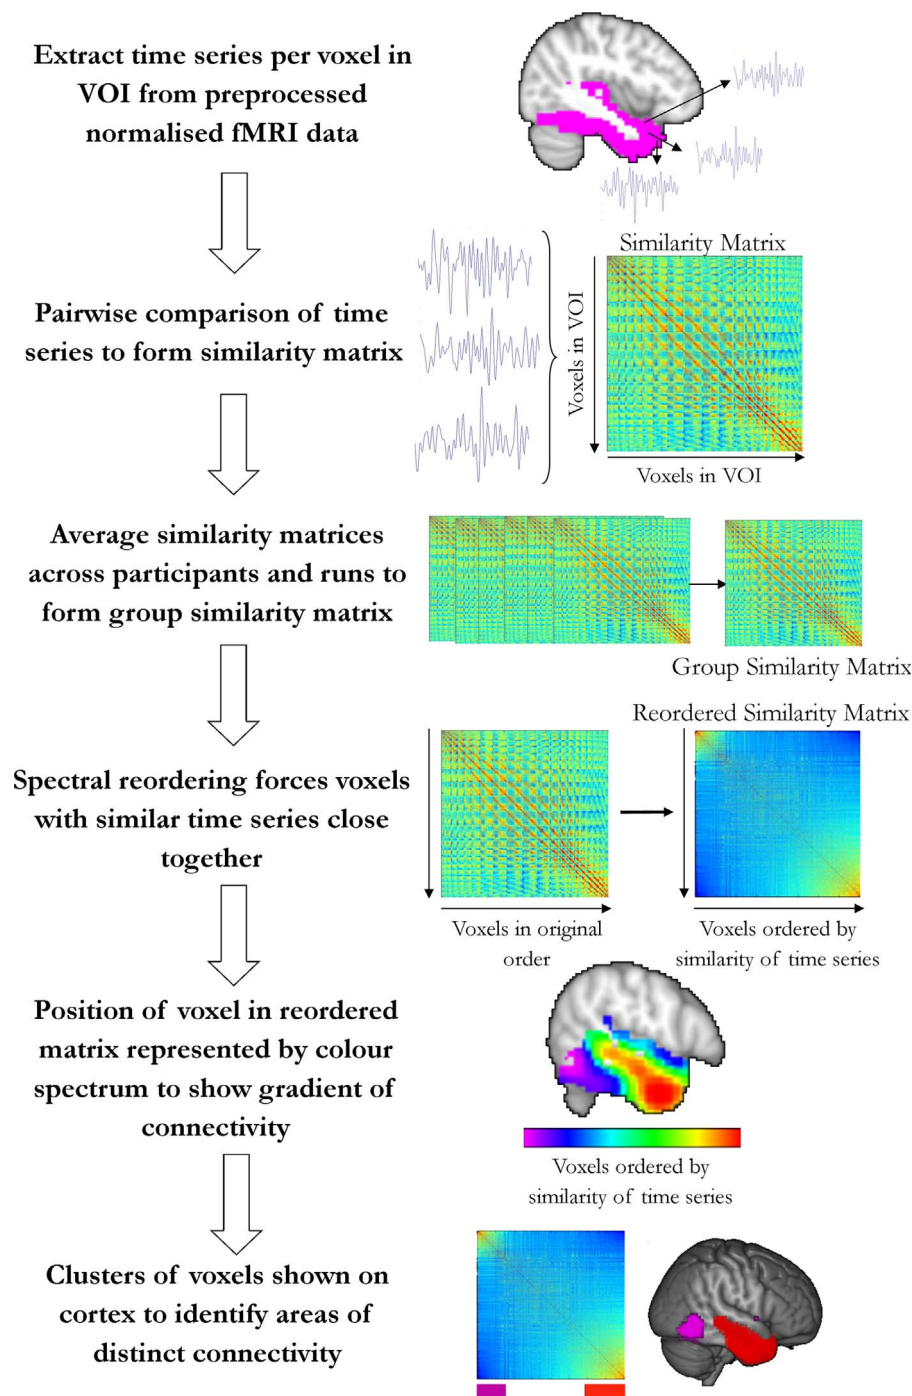 Extract time series per voxel in
VOI from preprocessed
normalised fMRI data
Similarity Matrix
Voxels in VOI
Voxels in VOI
Pairwise comparison of time
series to form similarity matrix
Average similarity matrices
across participants and runs to
form group similarity matrix
Group Similarity Matrix
Reordered Similarity Matrix
Spectral reordering forces voxels
with similar time series close
together
Voxels in original
order
Voxels ordered by
similarity of time series
Position of voxel in reordered
matrix represented by colour
spectrum to show gradient of
connectivity
Voxels ordered by
similarity of time series
Clusters of voxels shown on
cortex to identify areas of
distinct connectivity